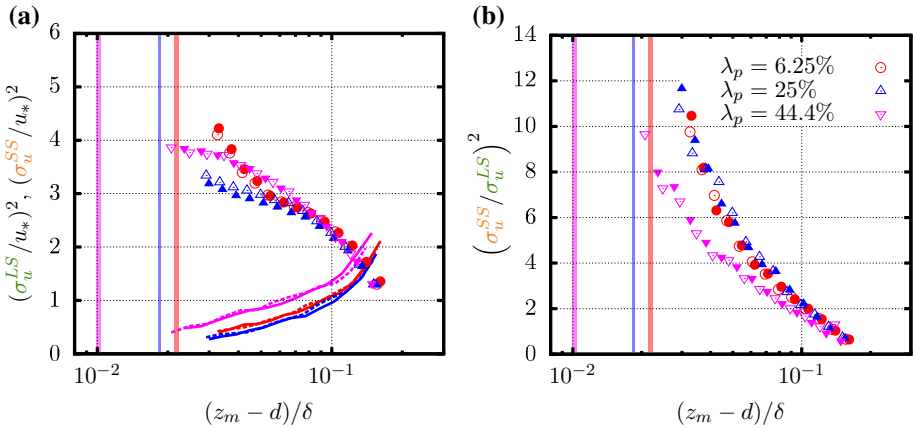 (a)
6
5
4
3
2
1
0
(σ_u^{LS}/u_*)^2, (σ_u^{SS}/u_*)^2
10^{-2}
10^{-1}
(z_m − d)/δ
(b)
14
12
10
8
6
4
2
0
(σ_u^{SS}/σ_u^{LS})^2
λ_p = 6.25%
λ_p = 25%
λ_p = 44.4%
10^{-2}
10^{-1}
(z_m − d)/δ